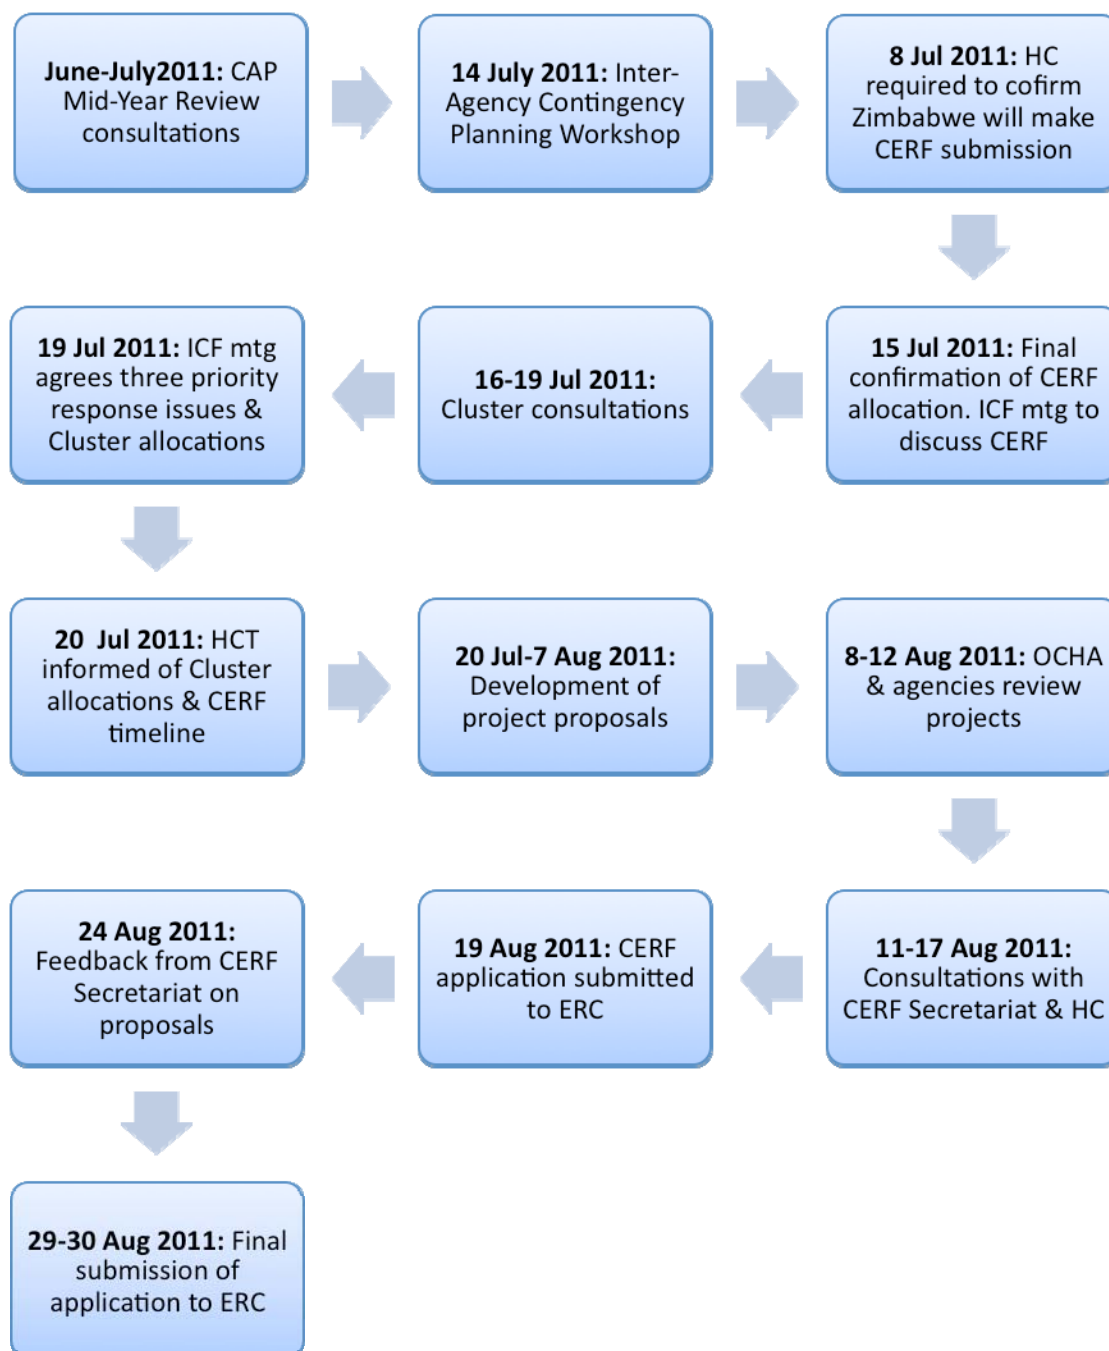 June-July2011: CAP
Mid-Year Review
consultations
14 July 2011: Inter-
Agency Contingency
Planning Workshop
8 Jul 2011: HC
required to cofirm
Zimbabwe will make
CERF submission
15 Jul 2011: Final
confirmation of CERF
allocation. ICF mtg to
discuss CERF
16-19 Jul 2011:
Cluster consultations
19 Jul 2011: ICF mtg
agrees three priority
response issues &
Cluster allocations
20 Jul 2011: HCT
informed of Cluster
allocations & CERF
timeline
20 Jul-7 Aug 2011:
Development of
project proposals
8-12 Aug 2011: OCHA
& agencies review
projects
11-17 Aug 2011:
Consultations with
CERF Secretariat & HC
19 Aug 2011: CERF
application submitted
to ERC
24 Aug 2011:
Feedback from CERF
Secretariat on
proposals
29-30 Aug 2011: Final
submission of
application to ERC